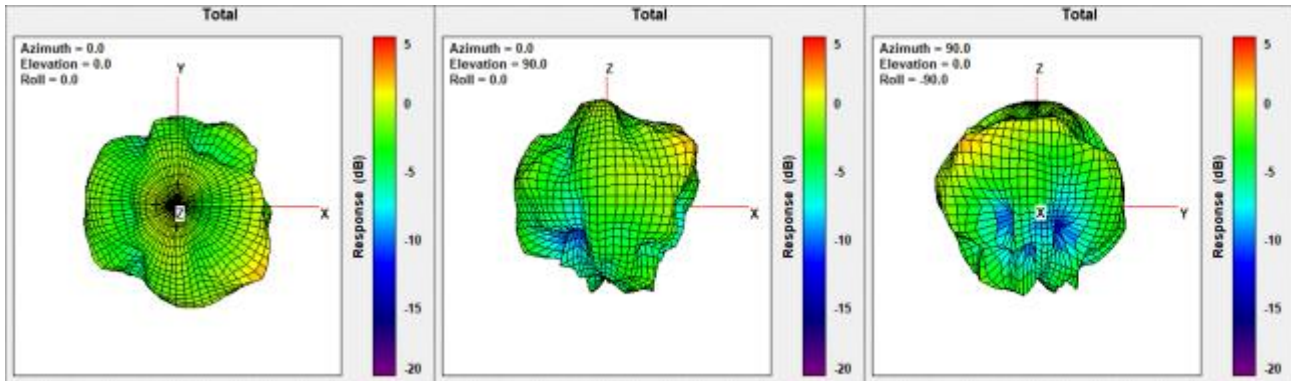 Total
Azimuth = 0.0
Elevation = 0.0
Roll = 0.0
Y
Z
X
5
0
-5
-10
-15
-20
Response (dB)
Total
Azimuth = 0.0
Elevation = 90.0
Roll = 0.0
Z
X
5
0
-5
-10
-15
-20
Response (dB)
Total
Azimuth = 90.0
Elevation = 0.0
Roll = -90.0
Z
X
Y
5
0
-5
-10
-15
-20
Response (dB)